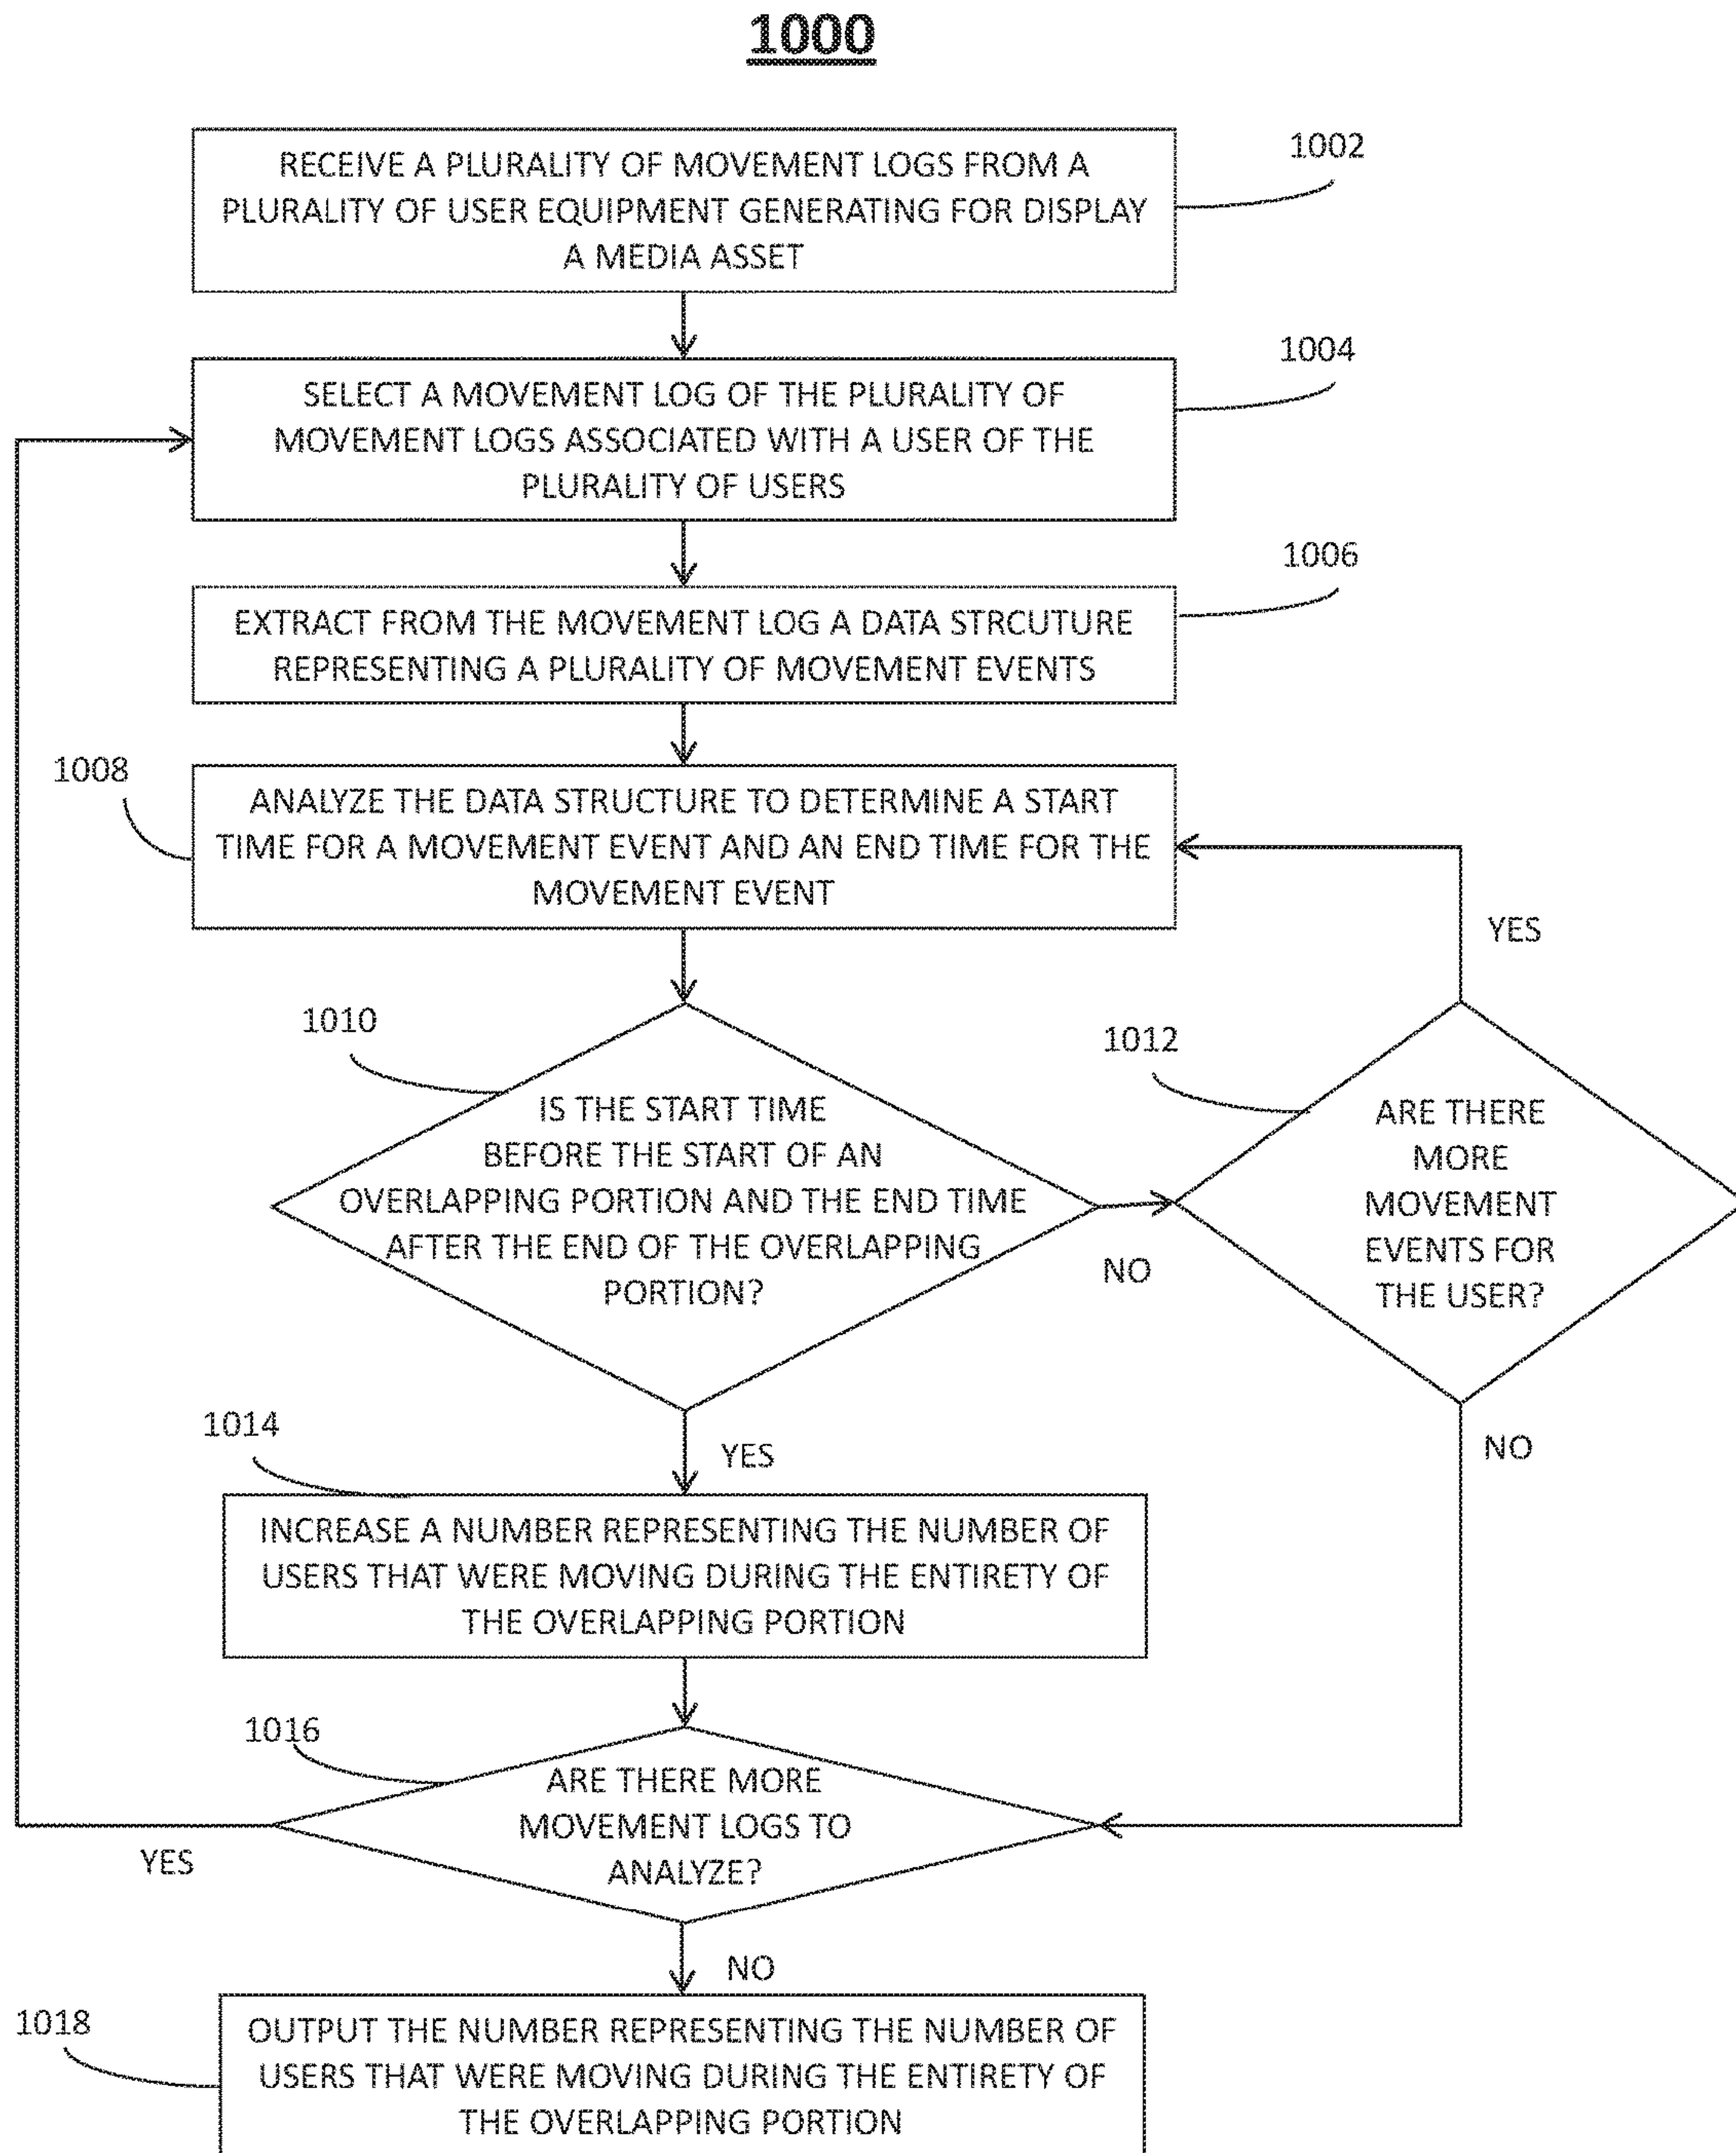 1000
RECEIVE A PLURALITY OF MOVEMENT LOGS FROM A
PLURALITY OF USER EQUIPMENT GENERATING FOR DISPLAY
A MEDIA ASSET
1002
SELECT A MOVEMENT LOG OF THE PLURALITY OF
MOVEMENT LOGS ASSOCIATED WITH A USER OF THE
PLURALITY OF USERS
1004
EXTRACT FROM THE MOVEMENT LOG A DATA STRCUTURE
REPRESENTING A PLURALITY OF MOVEMENT EVENTS
1006
1008
ANALYZE THE DATA STRUCTURE TO DETERMINE A START
TIME FOR A MOVEMENT EVENT AND AN END TIME FOR THE
MOVEMENT EVENT
YES
1010
IS THE START TIME
BEFORE THE START OF AN
OVERLAPPING PORTION AND THE END TIME
AFTER THE END OF THE OVERLAPPING
PORTION?
NO
1012
ARE THERE
MORE
MOVEMENT
EVENTS FOR
THE USER?
NO
YES
1014
INCREASE A NUMBER REPRESENTING THE NUMBER OF
USERS THAT WERE MOVING DURING THE ENTIRETY OF
THE OVERLAPPING PORTION
1016
ARE THERE MORE
MOVEMENT LOGS TO
ANALYZE?
YES
NO
1018
OUTPUT THE NUMBER REPRESENTING THE NUMBER OF
USERS THAT WERE MOVING DURING THE ENTIRETY OF
THE OVERLAPPING PORTION